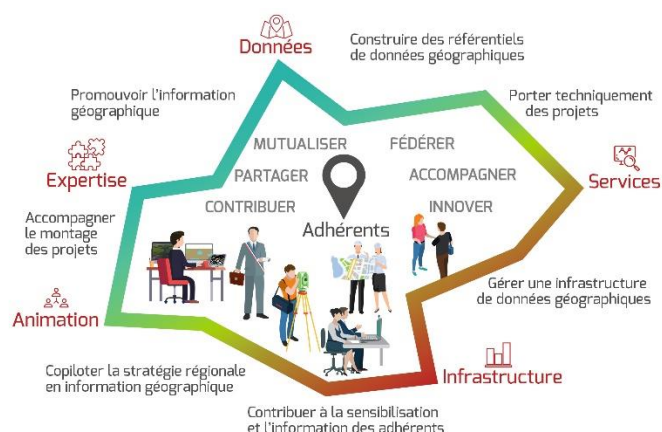 Données
Construire des référentiels
de données géographiques
Promouvoir l'information
géographique
Porter techniquement
des projets
MUTUALISER
FÉDÉRER
PARTAGER
ACCOMPAGNER
CONTRIBUER
INNOVER
Adhérents
Expertise
Services
Accompagner
le montage
des projets
Gérer une infrastructure
de données géographiques
Animation
Infrastructure
Copiloter la stratégie régionale
en information géographique
Contribuer à la sensibilisation
et l'information des adhérents